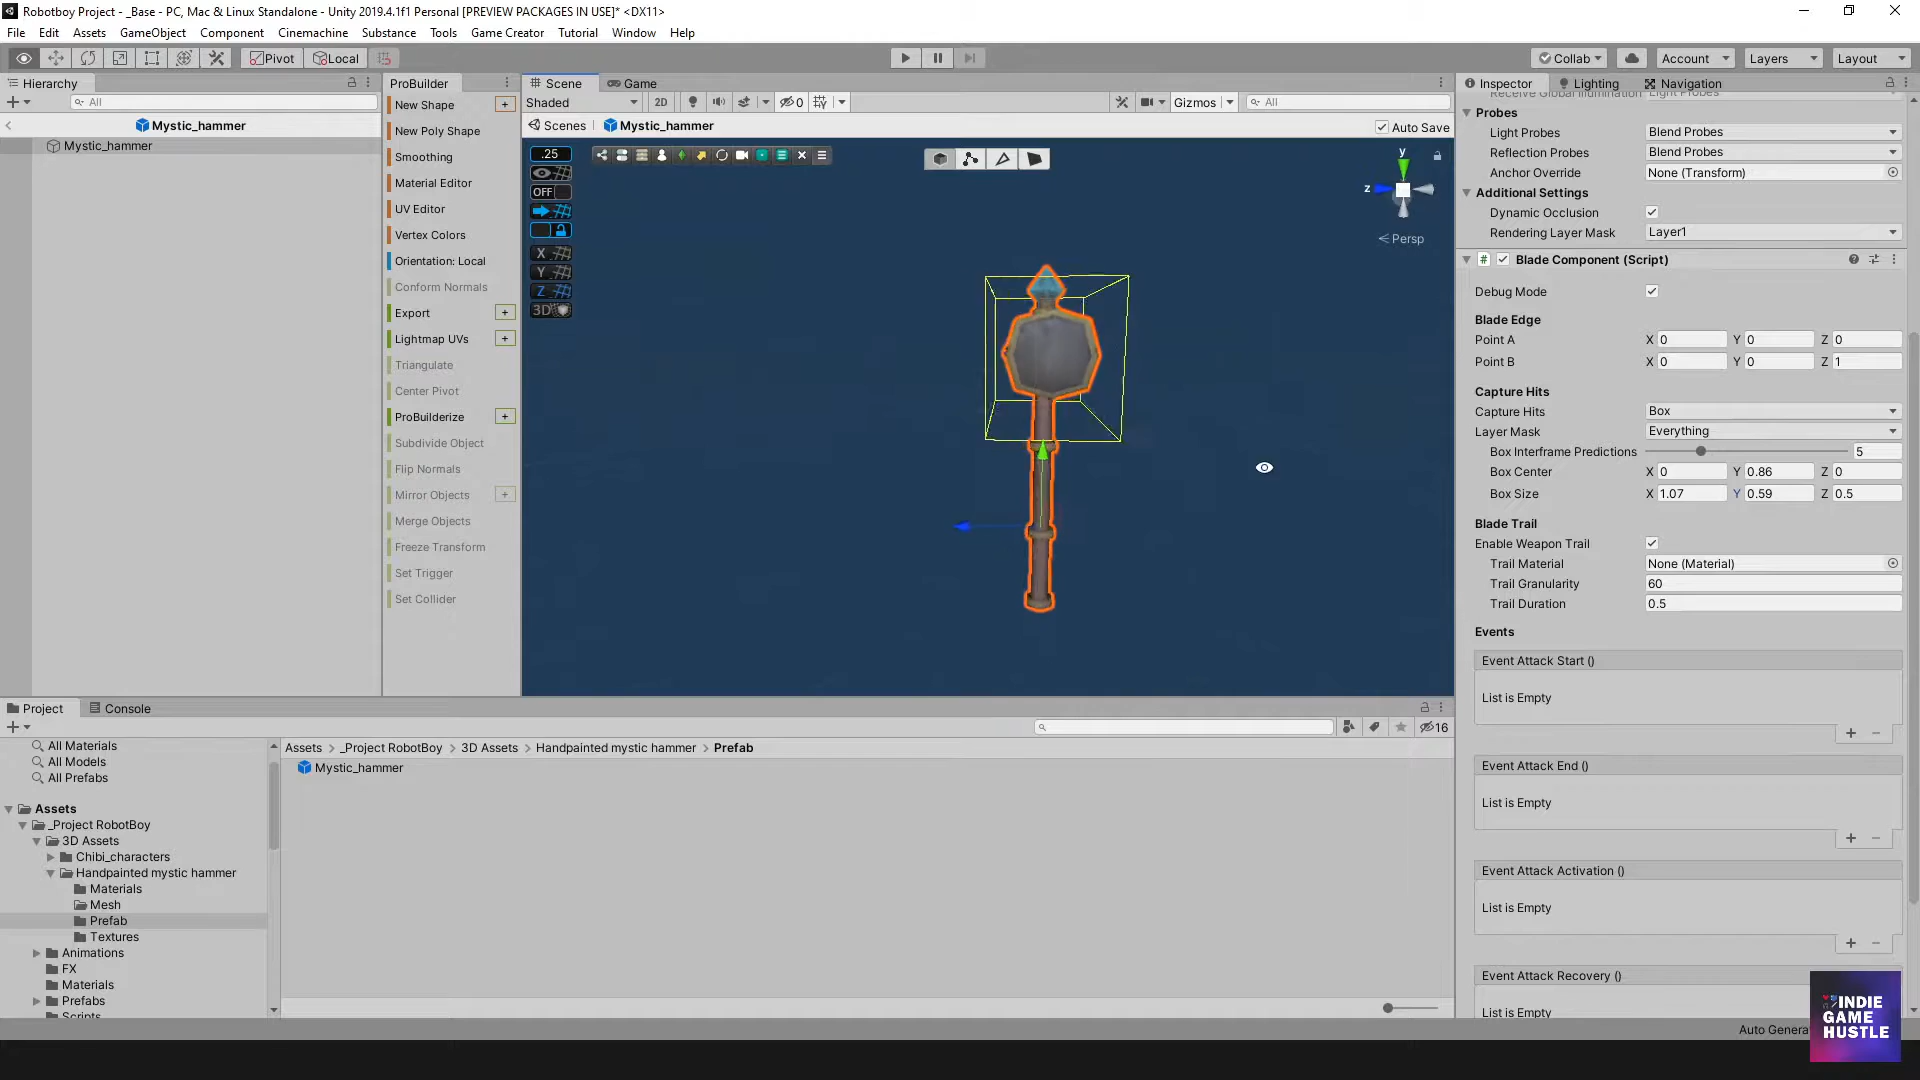 Robotboy Project - _Base - PC, Mac & Linux Standalone - Unity 2019.4.1f1 Personal [PREVIEW PACKAGES IN USE]* <DX11>
File Edit Assets GameObject Component Cinemachine Substance Tools Game Creator Tutorial Window Help
Pivot Local Collab Account Layers Layout
Hierarchy
All
Mystic_hammer
Mystic_hammer
ProBuilder
New Shape +
New Poly Shape
Smoothing
Material Editor
UV Editor
Vertex Colors
Orientation: Local
Conform Normals
Export +
Lightmap UVs +
Triangulate
Center Pivot
ProBuilderize +
Subdivide Object
Flip Normals
Mirror Objects +
Merge Objects
Freeze Transform
Set Trigger
Set Collider
Scene Game
Shaded 2D 0 Gizmos All
Scenes Mystic_hammer Auto Save
.25
OFF
X
Y
Z
3D
y
z
< Persp
Inspector Lighting Navigation
Receive Global Illumination Light Probes
Probes
Light Probes Blend Probes
Reflection Probes Blend Probes
Anchor Override None (Transform)
Additional Settings
Dynamic Occlusion
Rendering Layer Mask Layer1
# Blade Component (Script)
Debug Mode
Blade Edge
Point A X 0 Y 0 Z 0
Point B X 0 Y 0 Z 1
Capture Hits
Capture Hits Box
Layer Mask Everything
Box Interframe Predictions 5
Box Center X 0 Y 0.86 Z 0
Box Size X 1.07 Y 0.59 Z 0.5
Blade Trail
Enable Weapon Trail
Trail Material None (Material)
Trail Granularity 60
Trail Duration 0.5
Events
Event Attack Start ()
List is Empty
+ −
Event Attack End ()
List is Empty
+ −
Event Attack Activation ()
List is Empty
+ −
Event Attack Recovery ()
List is Empty
Project Console
16
All Materials
All Models
All Prefabs
Assets
_Project RobotBoy
3D Assets
Chibi_characters
Handpainted mystic hammer
Materials
Mesh
Prefab
Textures
Animations
FX
Materials
Prefabs
Scripts
Assets > _Project RobotBoy > 3D Assets > Handpainted mystic hammer > Prefab
Mystic_hammer
Auto Genera
INDIE
GAME
HUSTLE